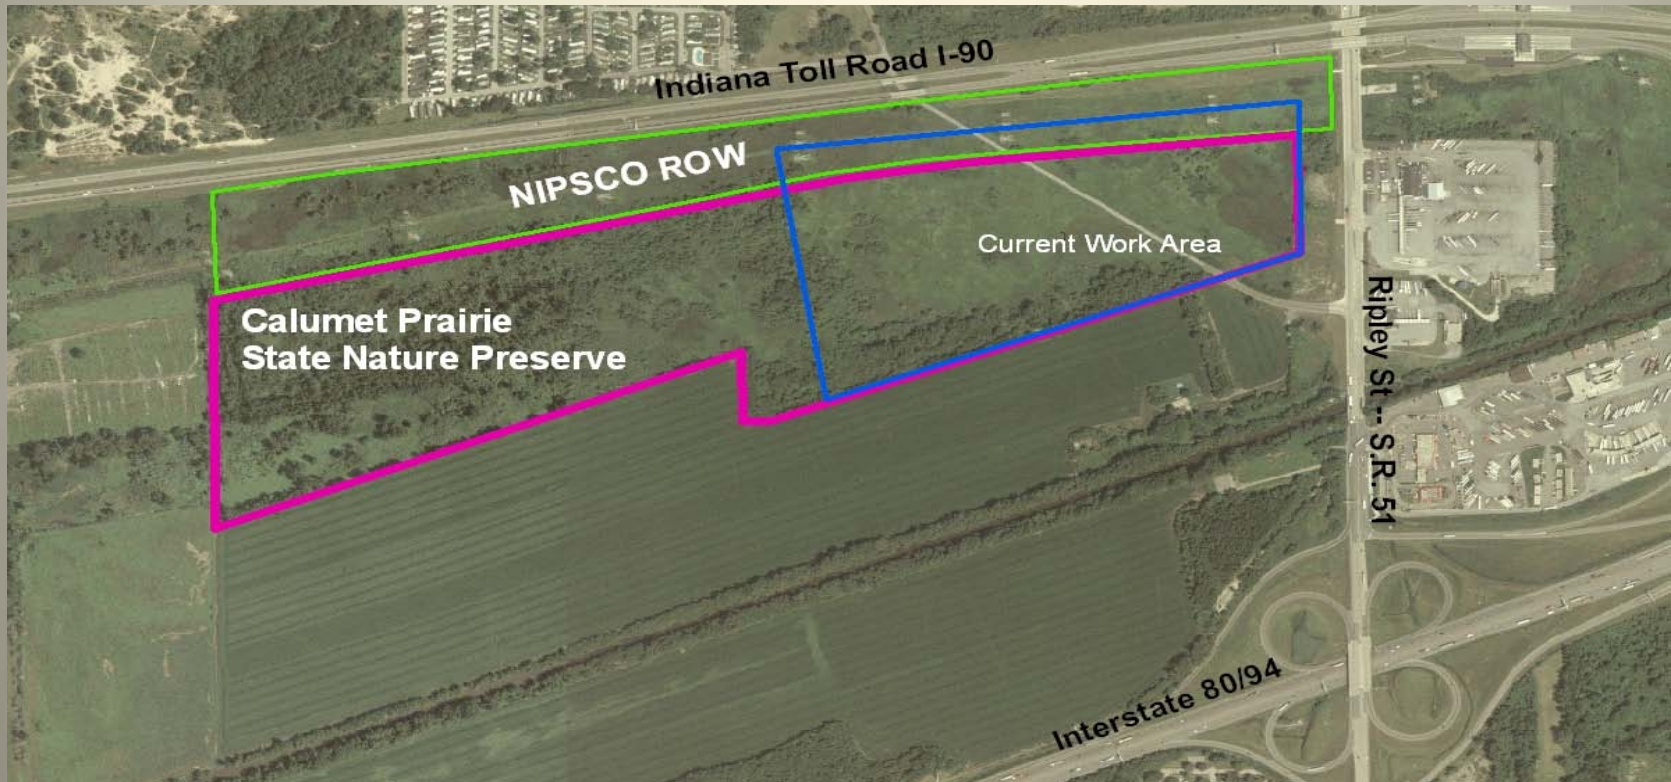 Indiana Toll Road I-90
NIPSCO ROW
Current Work Area
Calumet Prairie
State Nature Preserve
Ripley St -- S.R. 51
Interstate 80/94